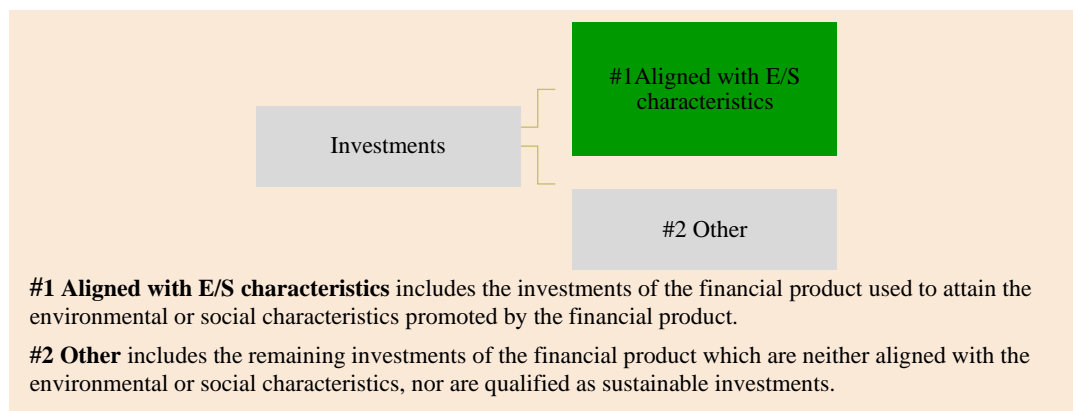 #1Aligned with E/S
characteristics
Investments
#2 Other
#1 Aligned with E/S characteristics includes the investments of the financial product used to attain the
environmental or social characteristics promoted by the financial product.
#2 Other includes the remaining investments of the financial product which are neither aligned with the
environmental or social characteristics, nor are qualified as sustainable investments.